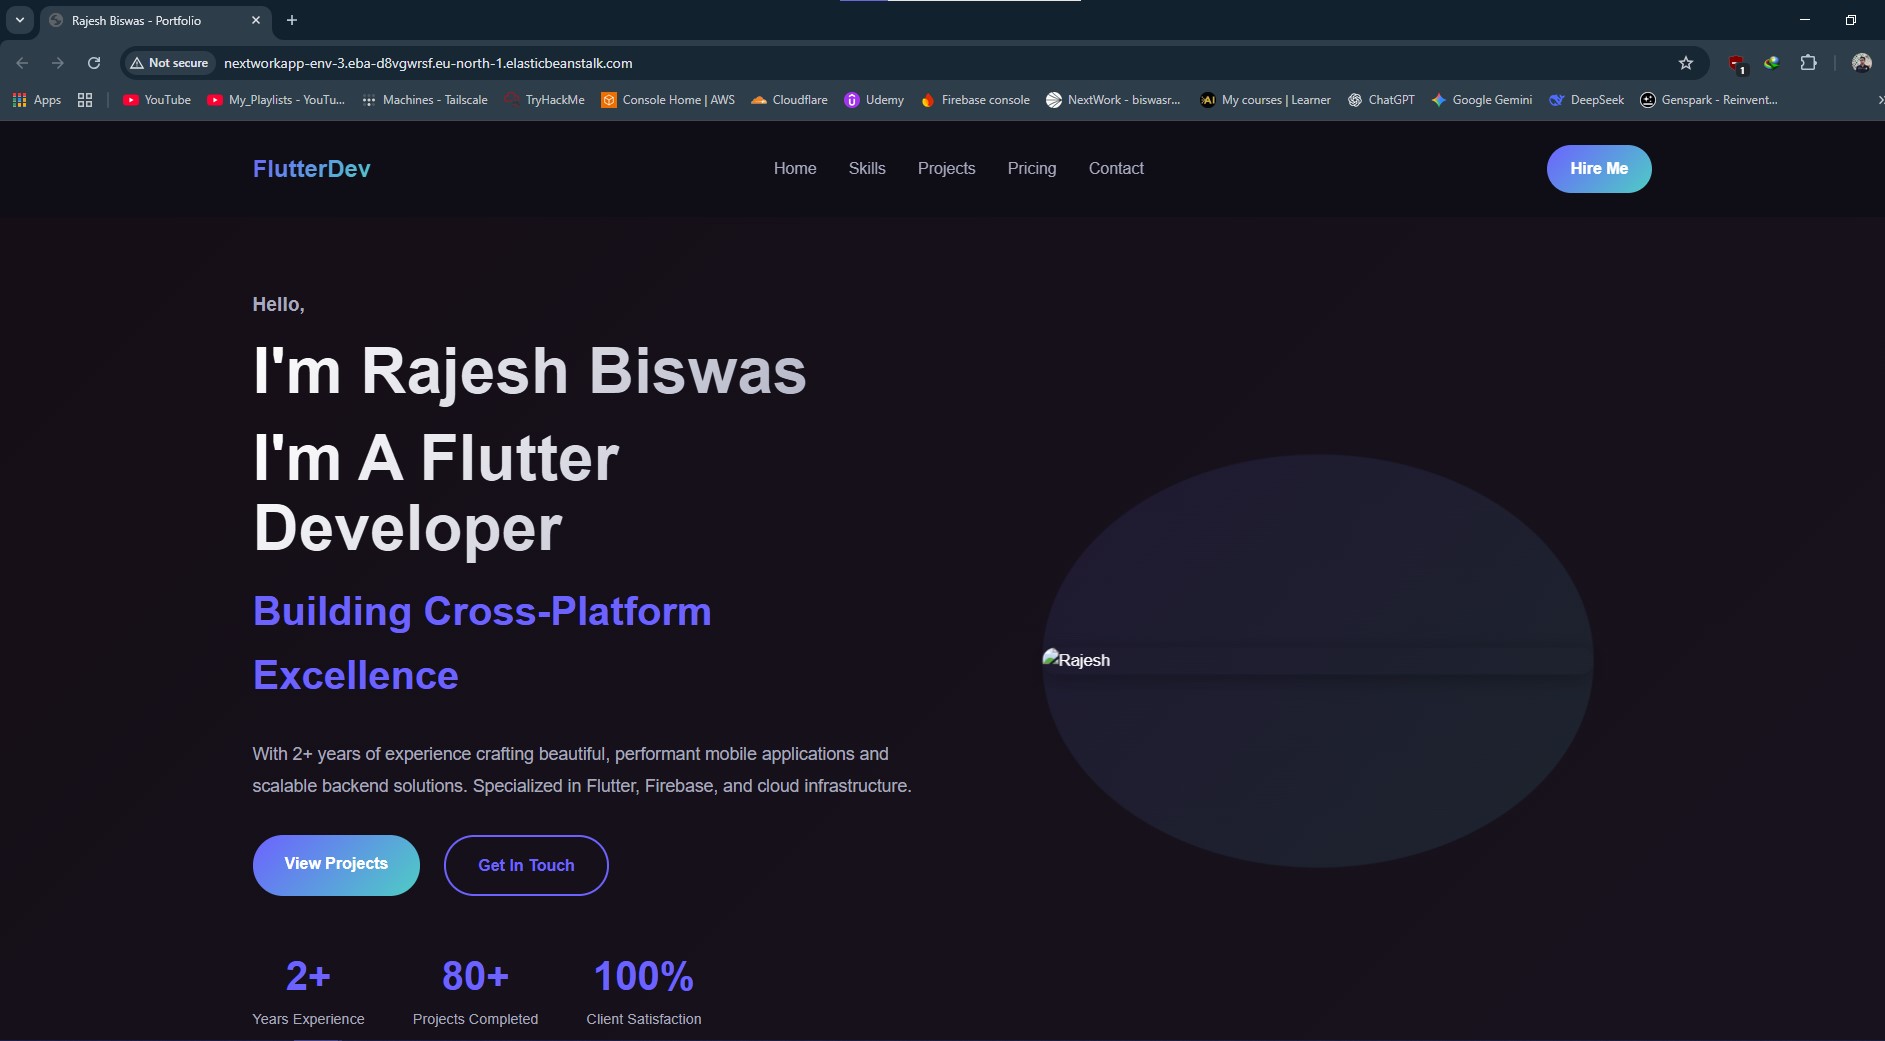 Rajesh Biswas - Portfolio
Not secure
nextworkapp-env-3.eba-d8vgwrsf.eu-north-1.elasticbeanstalk.com
1
Apps
YouTube
My_Playlists - YouTu...
Machines - Tailscale
TryHackMe
Console Home | AWS
Cloudflare
Udemy
Firebase console
NextWork - biswasr...
AI
My courses | Learner
ChatGPT
Google Gemini
DeepSeek
Genspark - Reinvent...
FlutterDev
Home
Skills
Projects
Pricing
Contact
Hire Me
Hello,
I'm Rajesh Biswas
I'm A Flutter
Developer
Building Cross-Platform
Excellence
With 2+ years of experience crafting beautiful, performant mobile applications and
scalable backend solutions. Specialized in Flutter, Firebase, and cloud infrastructure.
View Projects
Get In Touch
2+
Years Experience
80+
Projects Completed
100%
Client Satisfaction
Rajesh